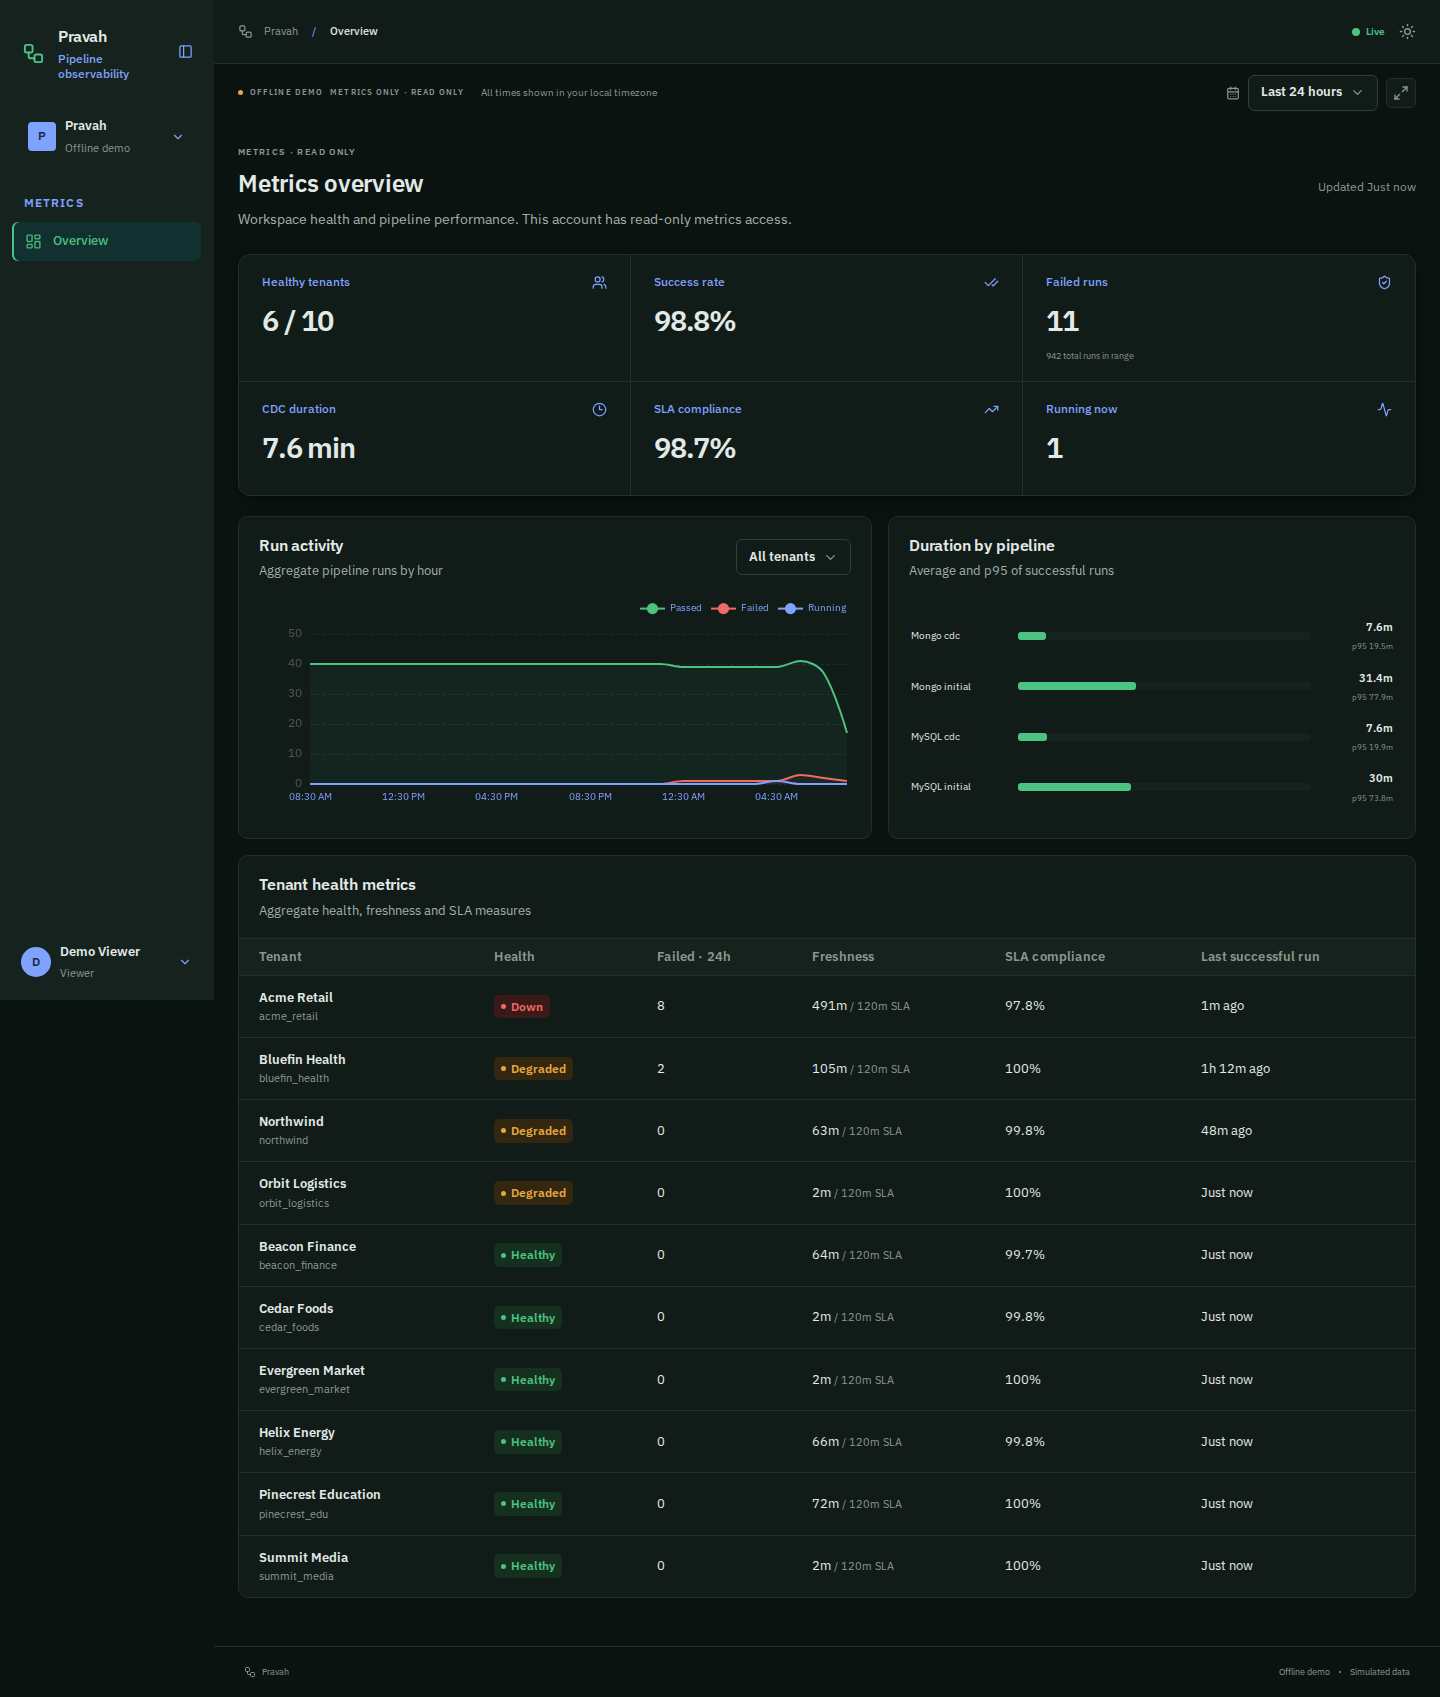 Pravah
Pipeline
observability
P
Pravah
Offline demo
METRICS
Overview
D
Demo Viewer
Viewer
Pravah / Overview
Live
OFFLINE DEMO METRICS ONLY · READ ONLY All times shown in your local timezone
Last 24 hours
METRICS · READ ONLY
Metrics overview
Updated Just now
Workspace health and pipeline performance. This account has read-only metrics access.
Healthy tenants
6 / 10
Success rate
98.8%
Failed runs
11
942 total runs in range
CDC duration
7.6 min
SLA compliance
98.7%
Running now
1
Run activity
Aggregate pipeline runs by hour
All tenants
Passed Failed Running
50
40
30
20
10
0
08:30 AM 12:30 PM 04:30 PM 08:30 PM 12:30 AM 04:30 AM
Duration by pipeline
Average and p95 of successful runs
Mongo cdc 7.6m
p95 19.5m
Mongo initial 31.4m
p95 77.9m
MySQL cdc 7.6m
p95 19.9m
MySQL initial 30m
p95 73.8m
Tenant health metrics
Aggregate health, freshness and SLA measures
Tenant Health Failed · 24h Freshness SLA compliance Last successful run
Acme Retail
acme_retail
Down 8 491m / 120m SLA 97.8% 1m ago
Bluefin Health
bluefin_health
Degraded 2 105m / 120m SLA 100% 1h 12m ago
Northwind
northwind
Degraded 0 63m / 120m SLA 99.8% 48m ago
Orbit Logistics
orbit_logistics
Degraded 0 2m / 120m SLA 100% Just now
Beacon Finance
beacon_finance
Healthy 0 64m / 120m SLA 99.7% Just now
Cedar Foods
cedar_foods
Healthy 0 2m / 120m SLA 99.8% Just now
Evergreen Market
evergreen_market
Healthy 0 2m / 120m SLA 100% Just now
Helix Energy
helix_energy
Healthy 0 66m / 120m SLA 99.8% Just now
Pinecrest Education
pinecrest_edu
Healthy 0 72m / 120m SLA 100% Just now
Summit Media
summit_media
Healthy 0 2m / 120m SLA 100% Just now
Pravah
Offline demo · Simulated data